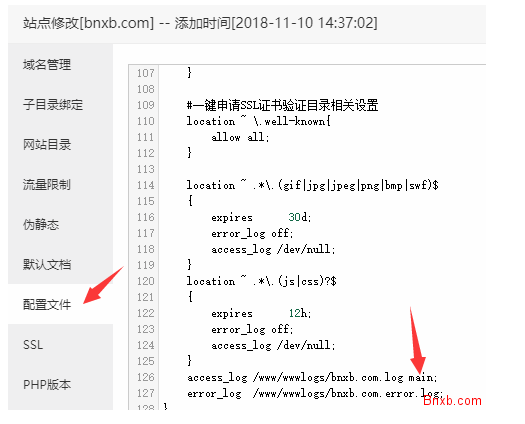 站点修改[bnxb.com] -- 添加时间[2018-11-10 14:37:02]
域名管理
子目录绑定
网站目录
流量限制
伪静态
默认文档
配置文件
SSL
PHP版本
107 }
108
109 #一键申请SSL证书验证目录相关设置
110 location ~ \.well-known{
111 allow all;
112 }
113
114 location ~ .*\.(gif|jpg|jpeg|png|bmp|swf)$
115 {
116 expires 30d;
117 error_log off;
118 access_log /dev/null;
119 }
120 location ~ .*\.(js|css)?$
121 {
122 expires 12h;
123 error_log off;
124 access_log /dev/null;
125 }
126 access_log /www/wwwlogs/bnxb.com.log main;
127 error_log /www/wwwlogs/bnxb.com.error.log;
128 }
Bnxb.com